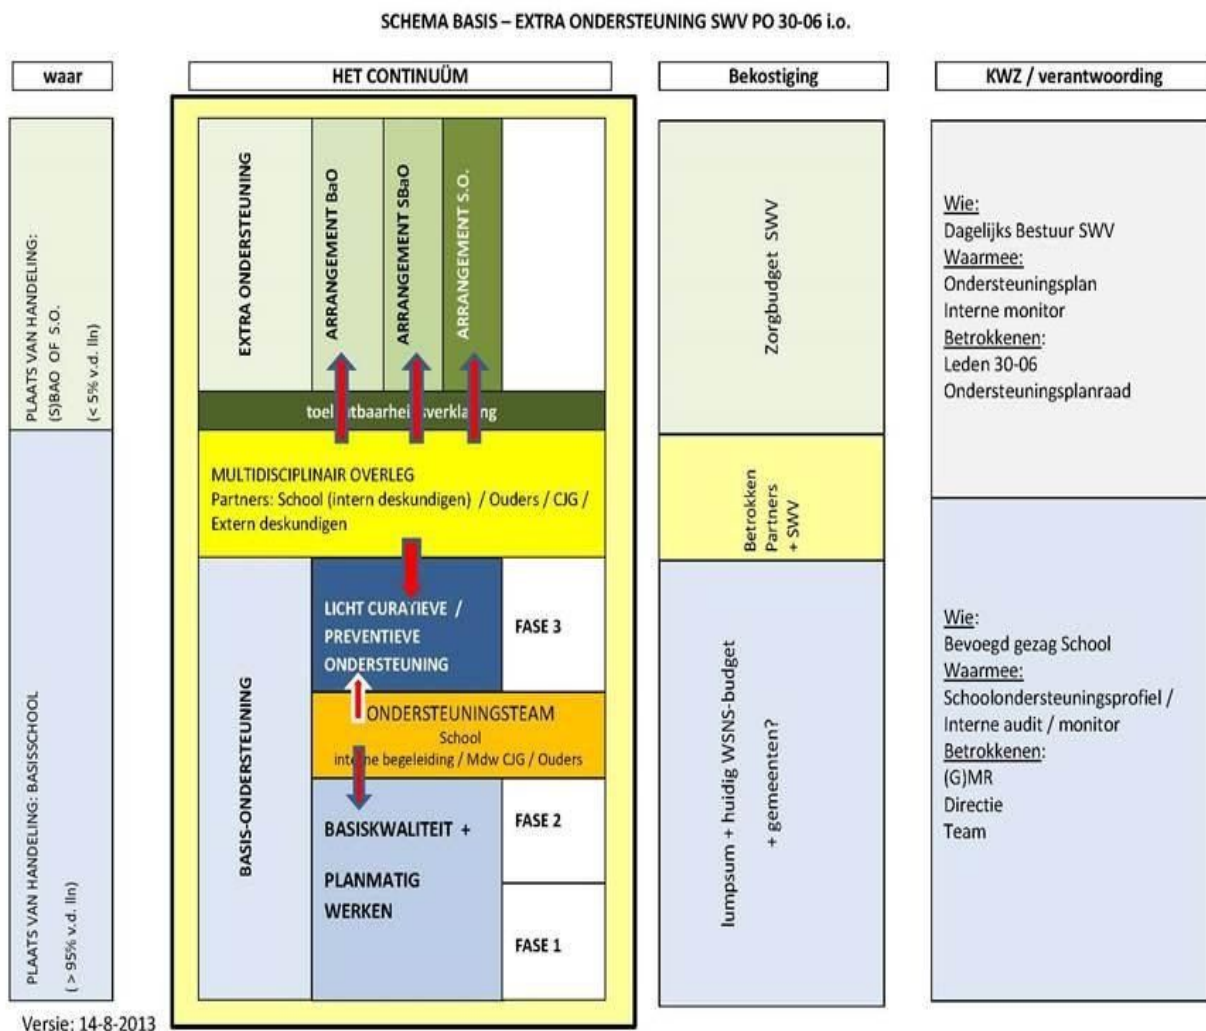 SCHEMA BASIS – EXTRA ONDERSTEUNING SWV PO 30-06 i.o.
waar
HET CONTINUÜM
Bekostiging
KWZ / verantwoording
PLAATS VAN HANDELING:
(S)BAO OF S.O.
(< 5% v.d. lln)
EXTRA ONDERSTEUNING
ARRANGEMENT BaO
ARRANGEMENT SBaO
ARRANGEMENT S.O.
toelaatbaarheidsverklaring
MULTIDISCIPLINAIR OVERLEG
Partners: School (intern deskundigen) / Ouders / CJG /
Extern deskundigen
PLAATS VAN HANDELING: BASISSCHOOL
( > 95% v.d. lln)
BASIS-ONDERSTEUNING
LICHT CURATIEVE /
PREVENTIEVE
ONDERSTEUNING
FASE 3
ONDERSTEUNINGSTEAM
School
interne begeleiding / Mdw CJG / Ouders
BASISKWALITEIT +
PLANMATIG
WERKEN
FASE 2
FASE 1
Zorgbudget SWV
Betrokken
Partners
+ SWV
lumpsum + huidig WSNS-budget
+ gemeenten?
Wie:
Dagelijks Bestuur SWV
Waarmee:
Ondersteuningsplan
Interne monitor
Betrokkenen:
Leden 30-06
Ondersteuningsplanraad
Wie:
Bevoegd gezag School
Waarmee:
Schoolondersteuningsprofiel /
Interne audit / monitor
Betrokkenen:
(G)MR
Directie
Team
Versie: 14-8-2013